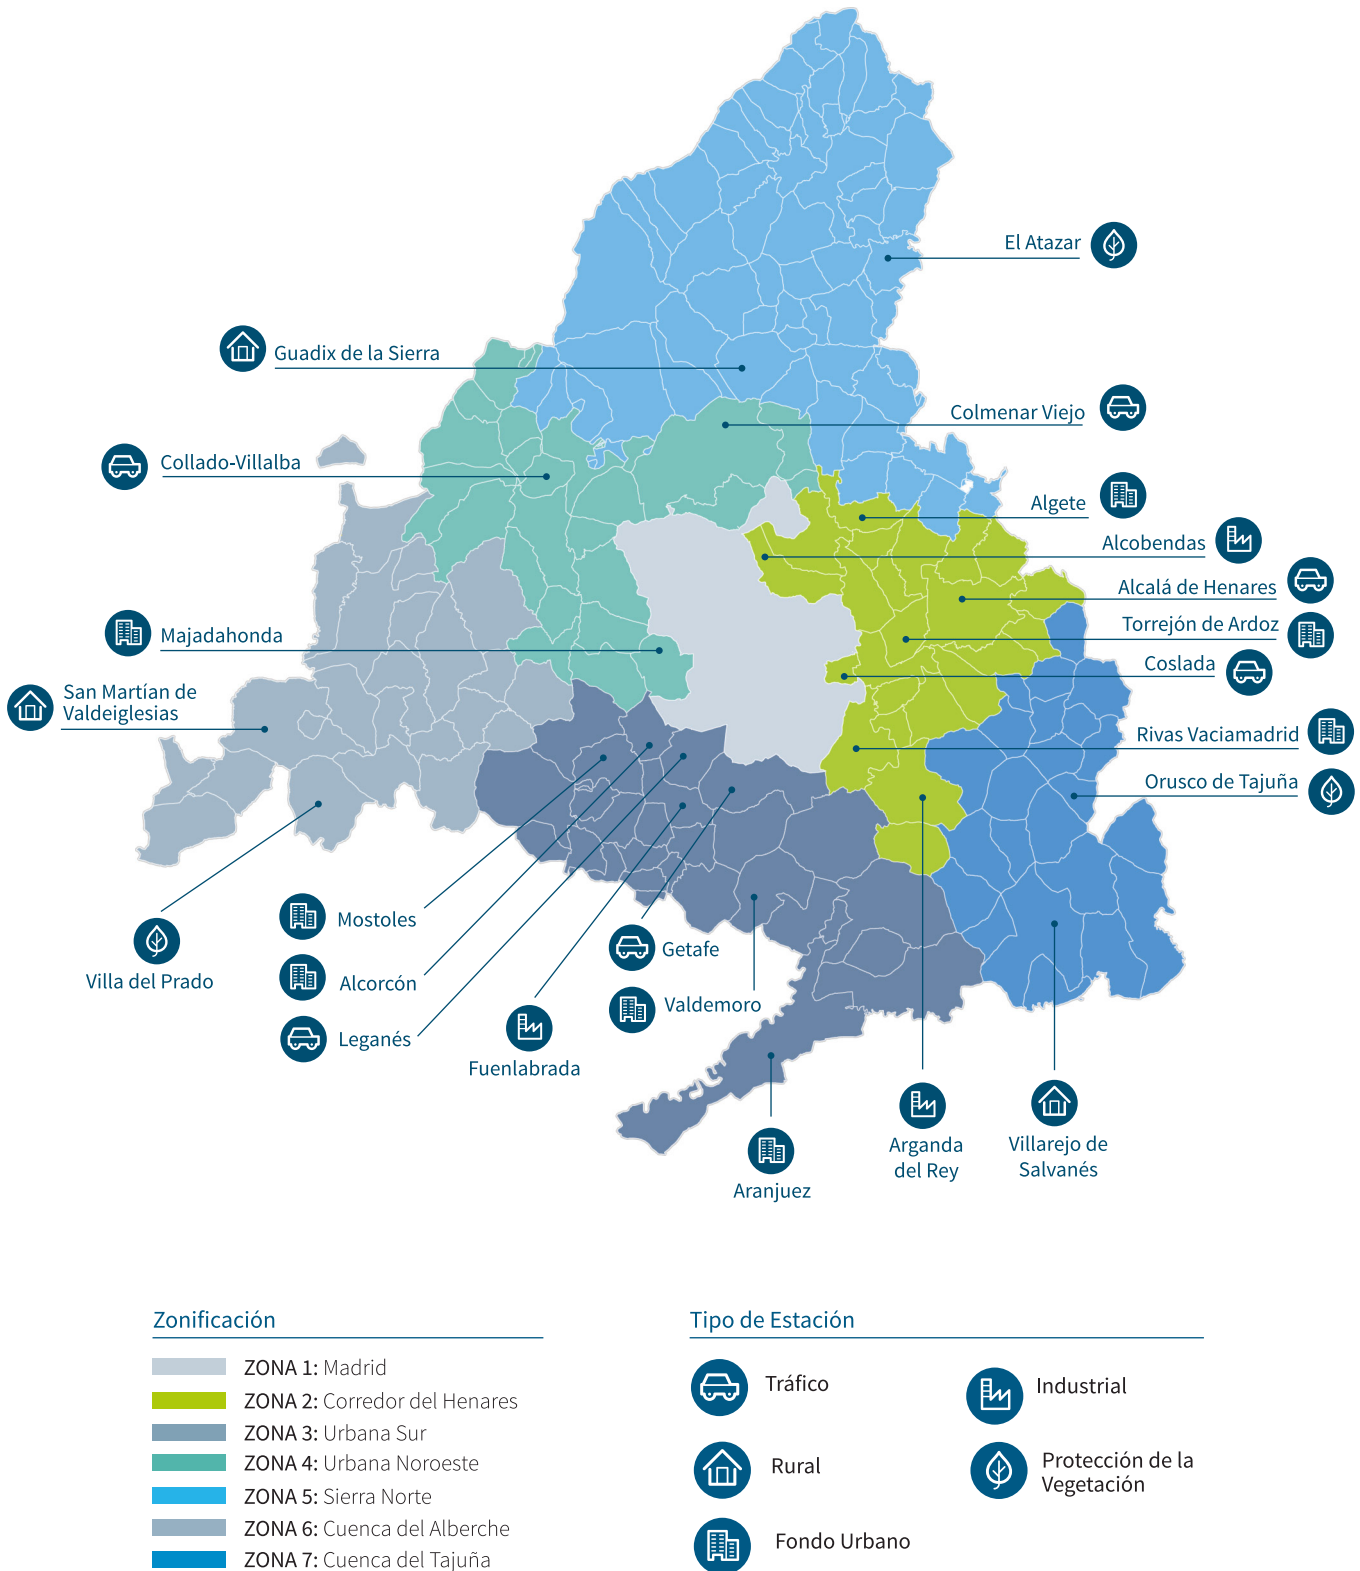 El Atazar
Guadix de la Sierra
Colmenar Viejo
Collado-Villalba
Algete
Alcobendas
Alcalá de Henares
Majadahonda
Torrejón de Ardoz
Coslada
San Martían de
Valdeiglesias
Rivas Vaciamadrid
Orusco de Tajuña
Mostoles
Getafe
Villa del Prado
Alcorcón
Valdemoro
Leganés
Fuenlabrada
Arganda
del Rey
Villarejo de
Salvanés
Aranjuez
Zonificación
ZONA 1: Madrid
ZONA 2: Corredor del Henares
ZONA 3: Urbana Sur
ZONA 4: Urbana Noroeste
ZONA 5: Sierra Norte
ZONA 6: Cuenca del Alberche
ZONA 7: Cuenca del Tajuña
Tipo de Estación
Tráfico
Industrial
Rural
Protección de la
Vegetación
Fondo Urbano